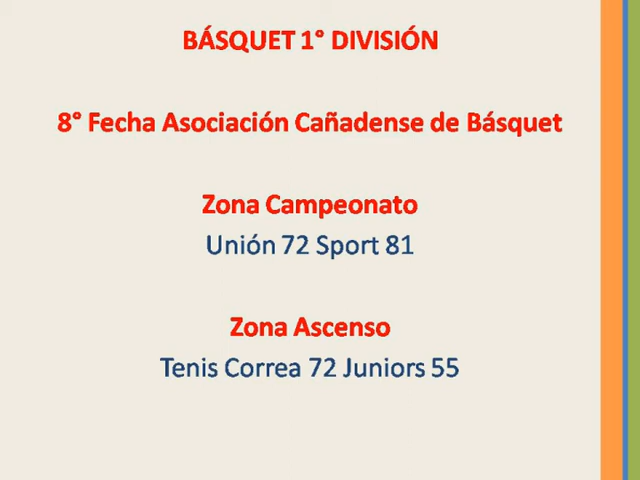 BÁSQUET 1° DIVISIÓN
8° Fecha Asociación Cañadense de Básquet
Zona Campeonato
Unión 72 Sport 81
Zona Ascenso
Tenis Correa 72 Juniors 55